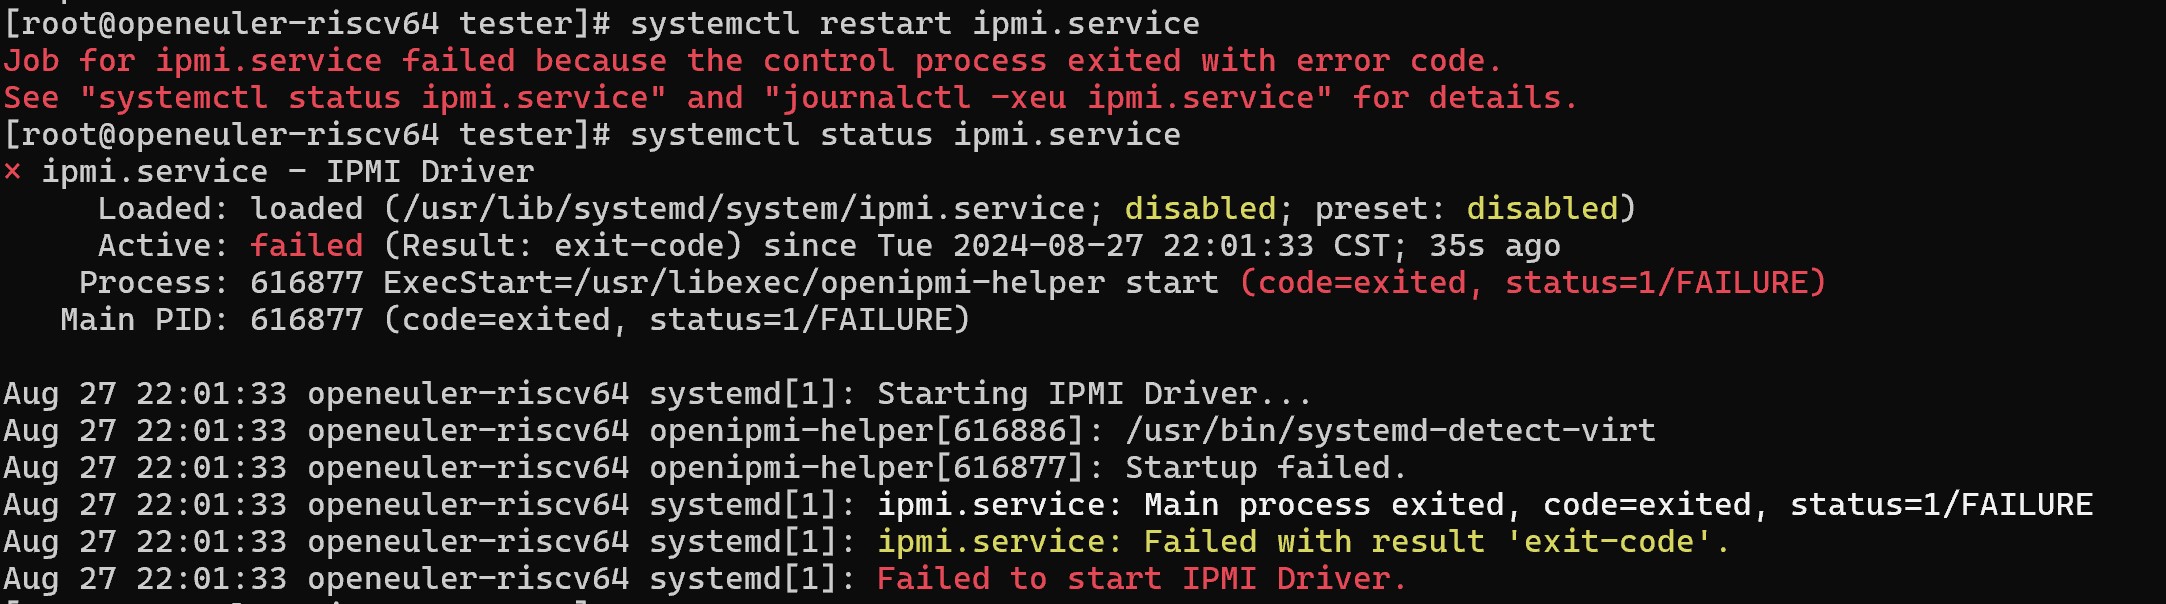 [root@openeuler-riscv64 tester]# systemctl restart ipmi.service
Job for ipmi.service failed because the control process exited with error code.
See "systemctl status ipmi.service" and "journalctl -xeu ipmi.service" for details.
[root@openeuler-riscv64 tester]# systemctl status ipmi.service
× ipmi.service - IPMI Driver
     Loaded: loaded (/usr/lib/systemd/system/ipmi.service; disabled; preset: disabled)
     Active: failed (Result: exit-code) since Tue 2024-08-27 22:01:33 CST; 35s ago
    Process: 616877 ExecStart=/usr/libexec/openipmi-helper start (code=exited, status=1/FAILURE)
   Main PID: 616877 (code=exited, status=1/FAILURE)

Aug 27 22:01:33 openeuler-riscv64 systemd[1]: Starting IPMI Driver...
Aug 27 22:01:33 openeuler-riscv64 openipmi-helper[616886]: /usr/bin/systemd-detect-virt
Aug 27 22:01:33 openeuler-riscv64 openipmi-helper[616877]: Startup failed.
Aug 27 22:01:33 openeuler-riscv64 systemd[1]: ipmi.service: Main process exited, code=exited, status=1/FAILURE
Aug 27 22:01:33 openeuler-riscv64 systemd[1]: ipmi.service: Failed with result 'exit-code'.
Aug 27 22:01:33 openeuler-riscv64 systemd[1]: Failed to start IPMI Driver.